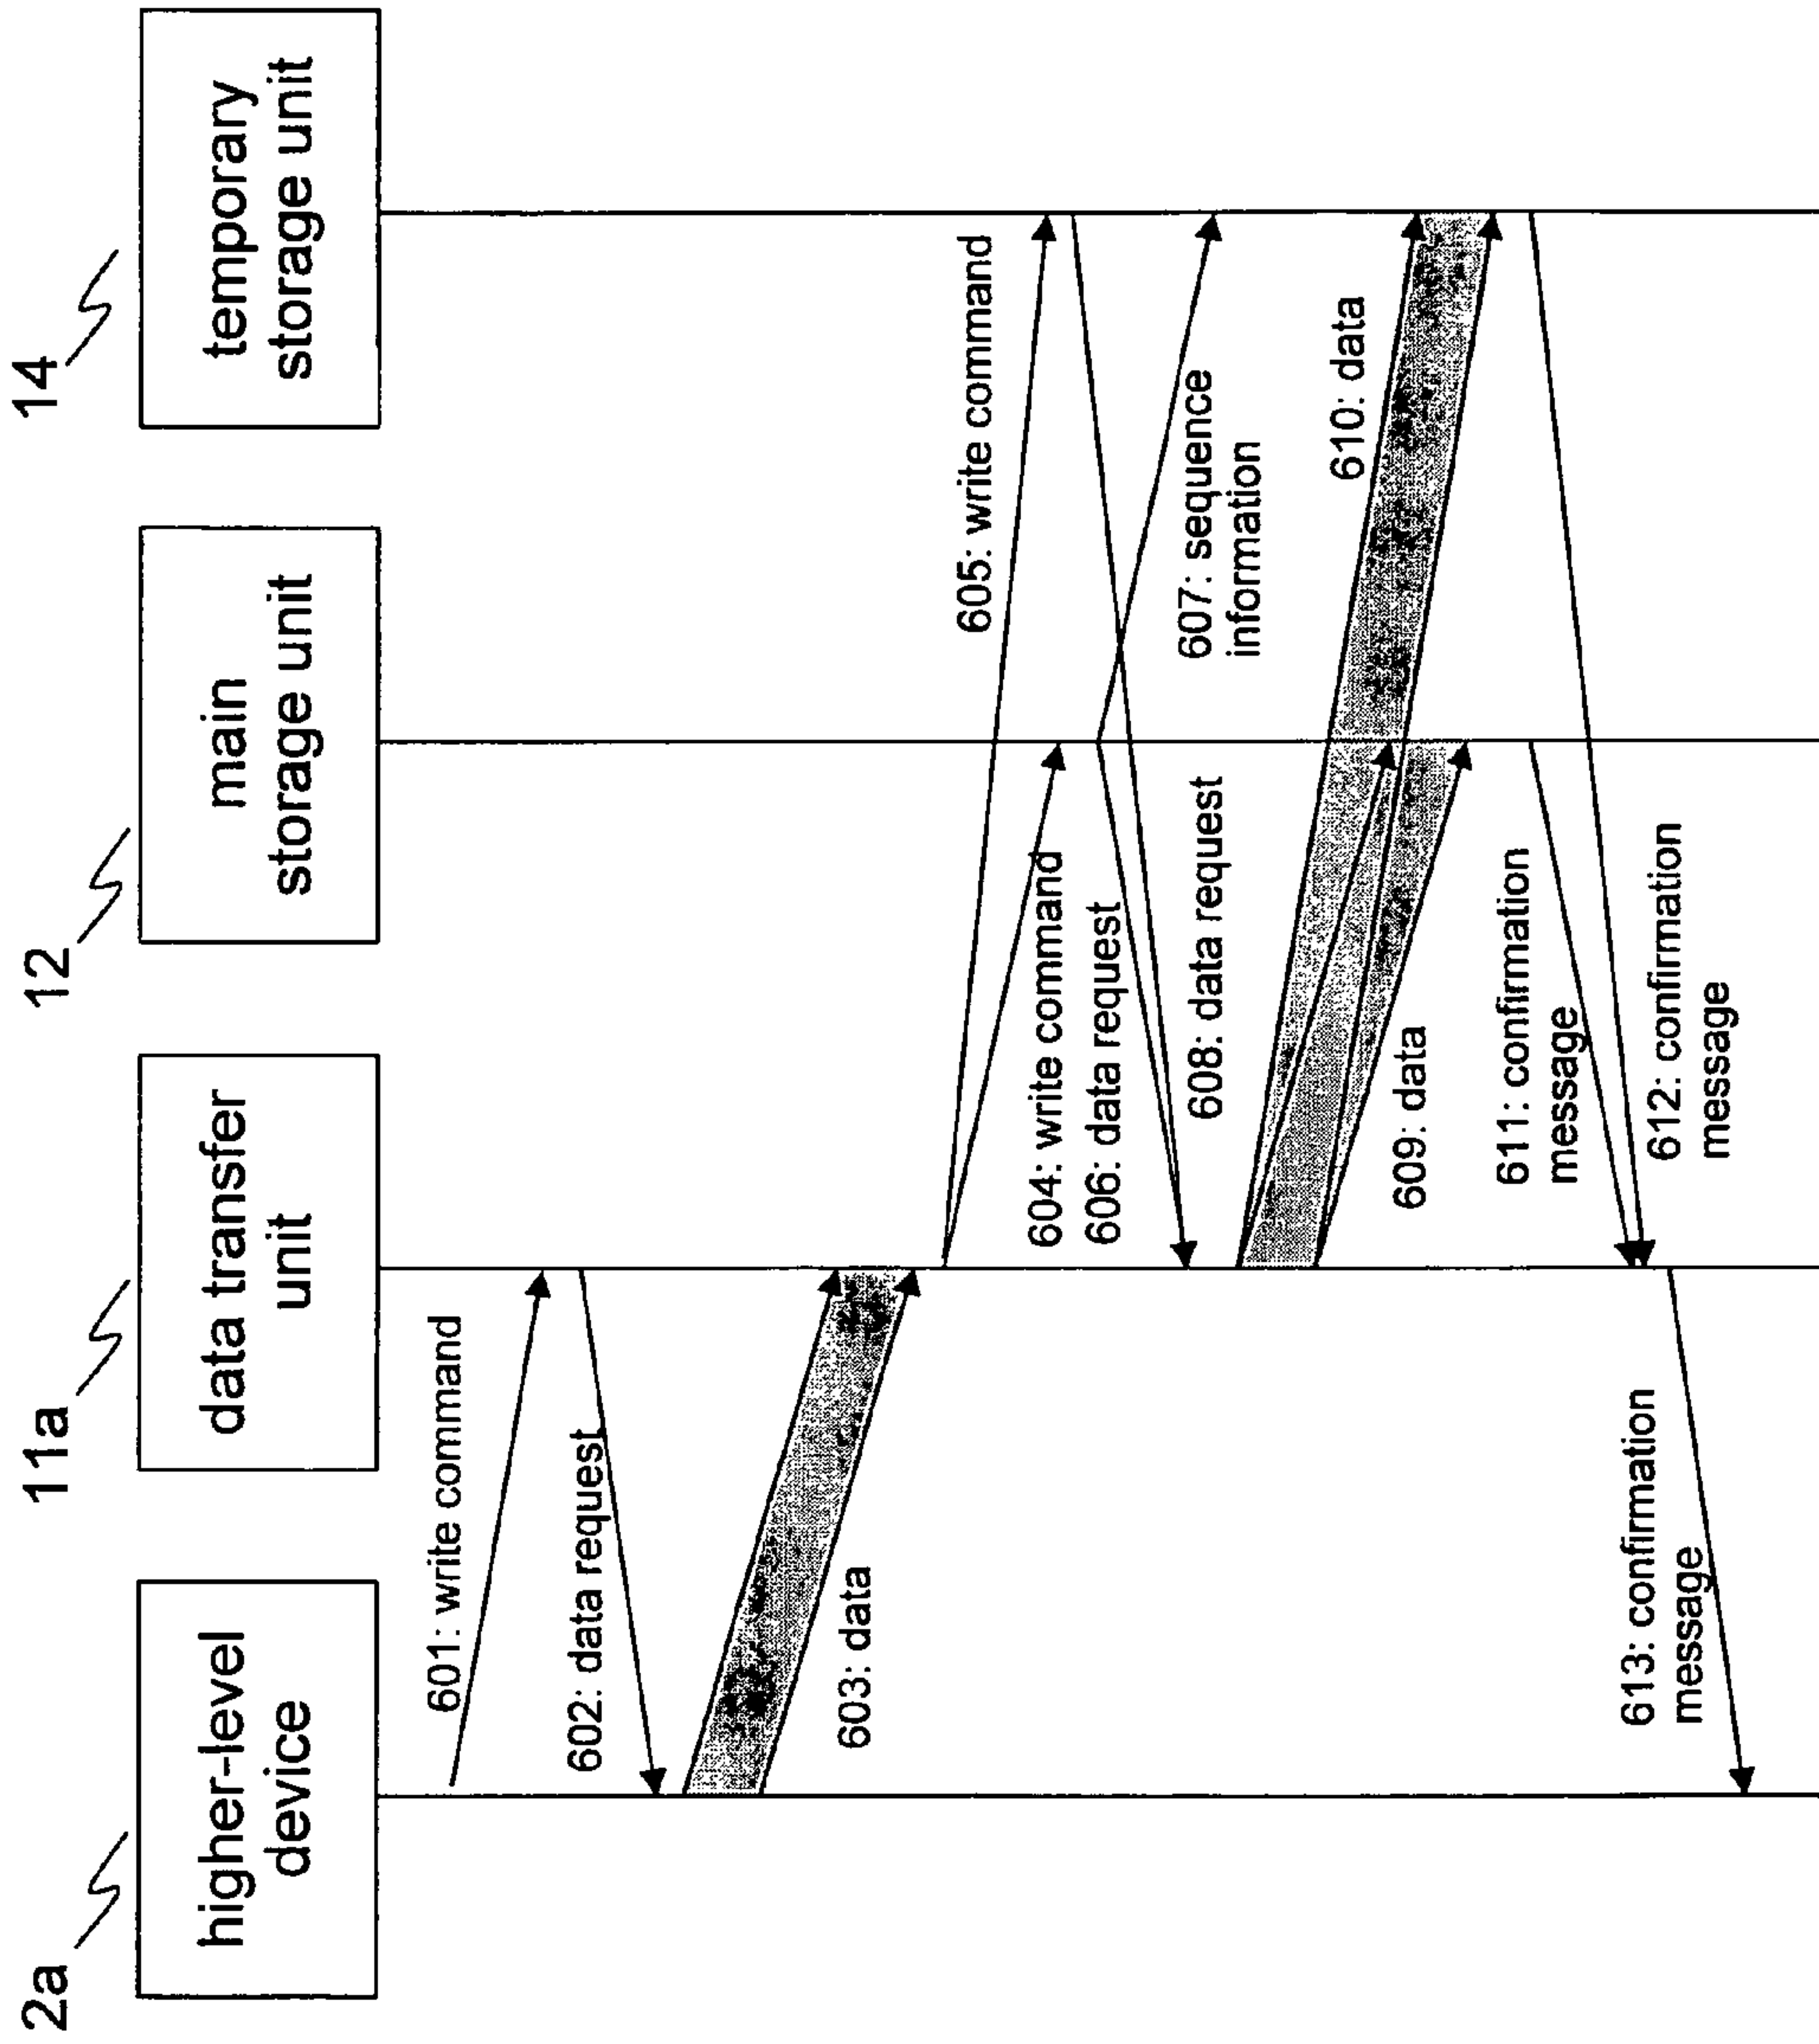 2a
higher-level
device
11a
data transfer
unit
12
main
storage unit
14
temporary
storage unit
601: write command
602: data request
603: data
604: write command
605: write command
606: data request
607: sequence
information
608: data request
609: data
610: data
611: confirmation
message
612: confirmation
message
613: confirmation
message